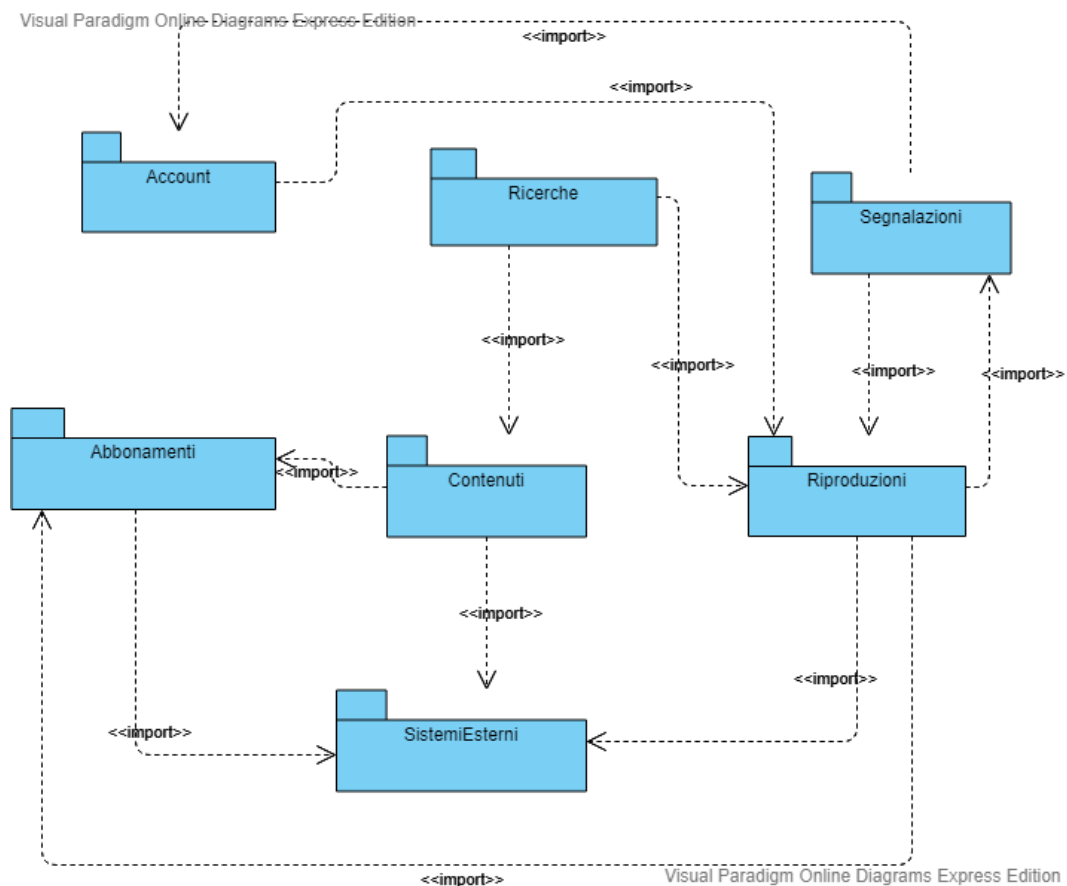 Visual Paradigm Online Diagrams Express Edition
<<import>>
<<import>>
Account
Ricerche
Segnalazioni
<<import>>
<<import>>
<<import>>
<<import>>
Abbonamenti
<<import>>
Contenuti
Riproduzioni
<<import>>
<<import>>
<<import>>
SistemiEsterni
<<import>>
Visual Paradigm Online Diagrams Express Edition